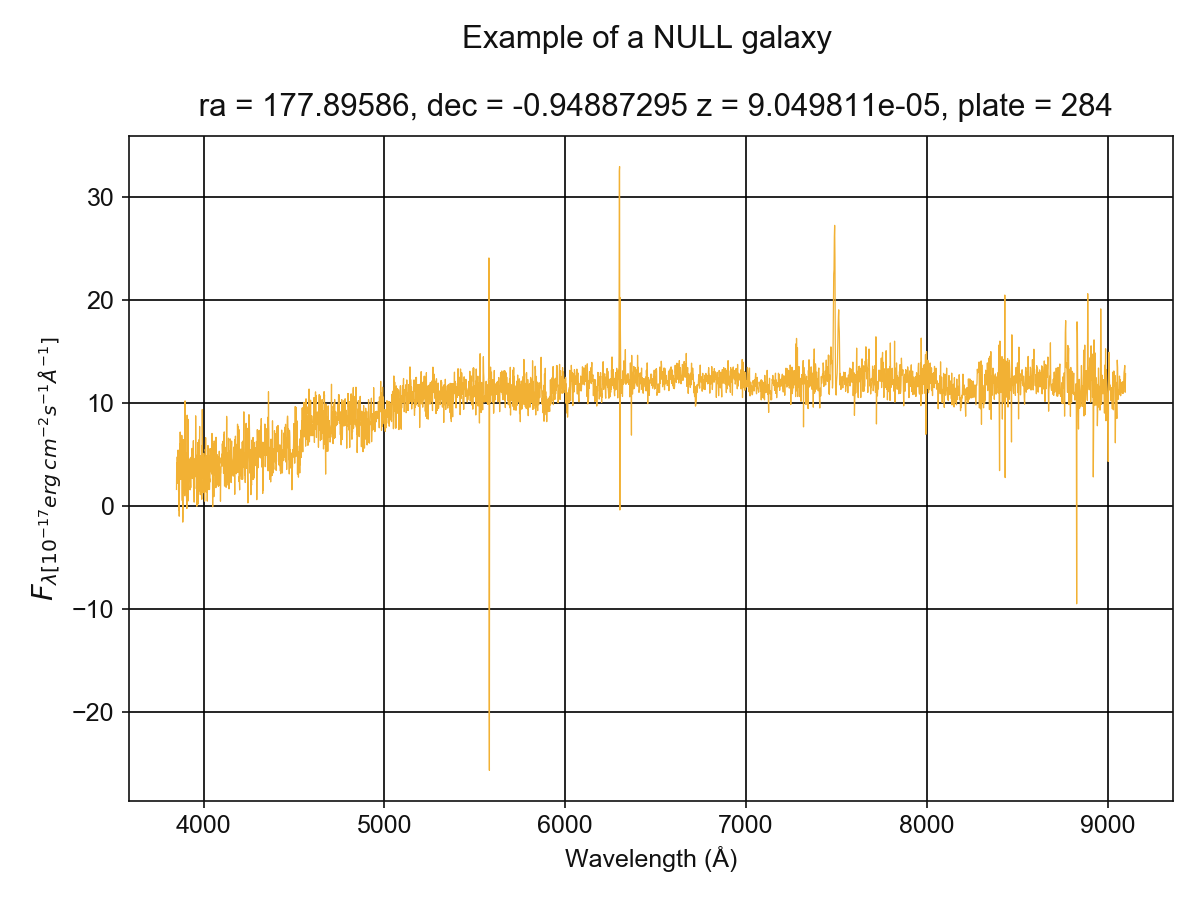 Example of a NULL galaxy
ra = 177.89586, dec = -0.94887295 z = 9.049811e-05, plate = 284
30
20
10
0
−10
−20
F_λ[10^−17 erg cm^−2 s^−1 Å^−1]
4000 5000 6000 7000 8000 9000
Wavelength (Å)